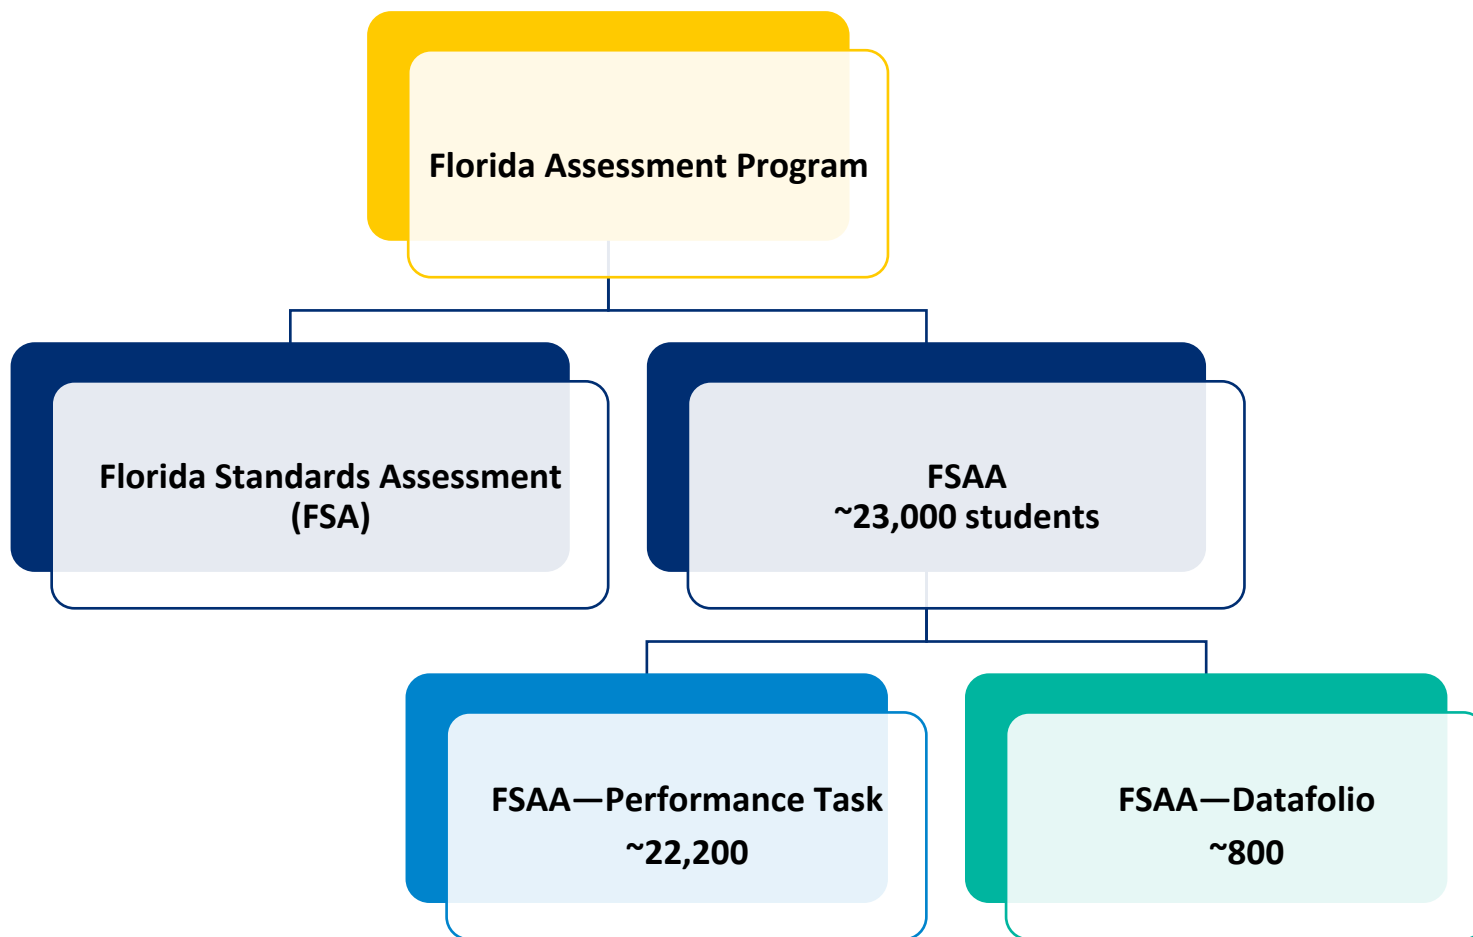 Florida Assessment Program
Florida Standards Assessment
(FSA)
FSAA
~23,000 students
FSAA—Performance Task
~22,200
FSAA—Datafolio
~800